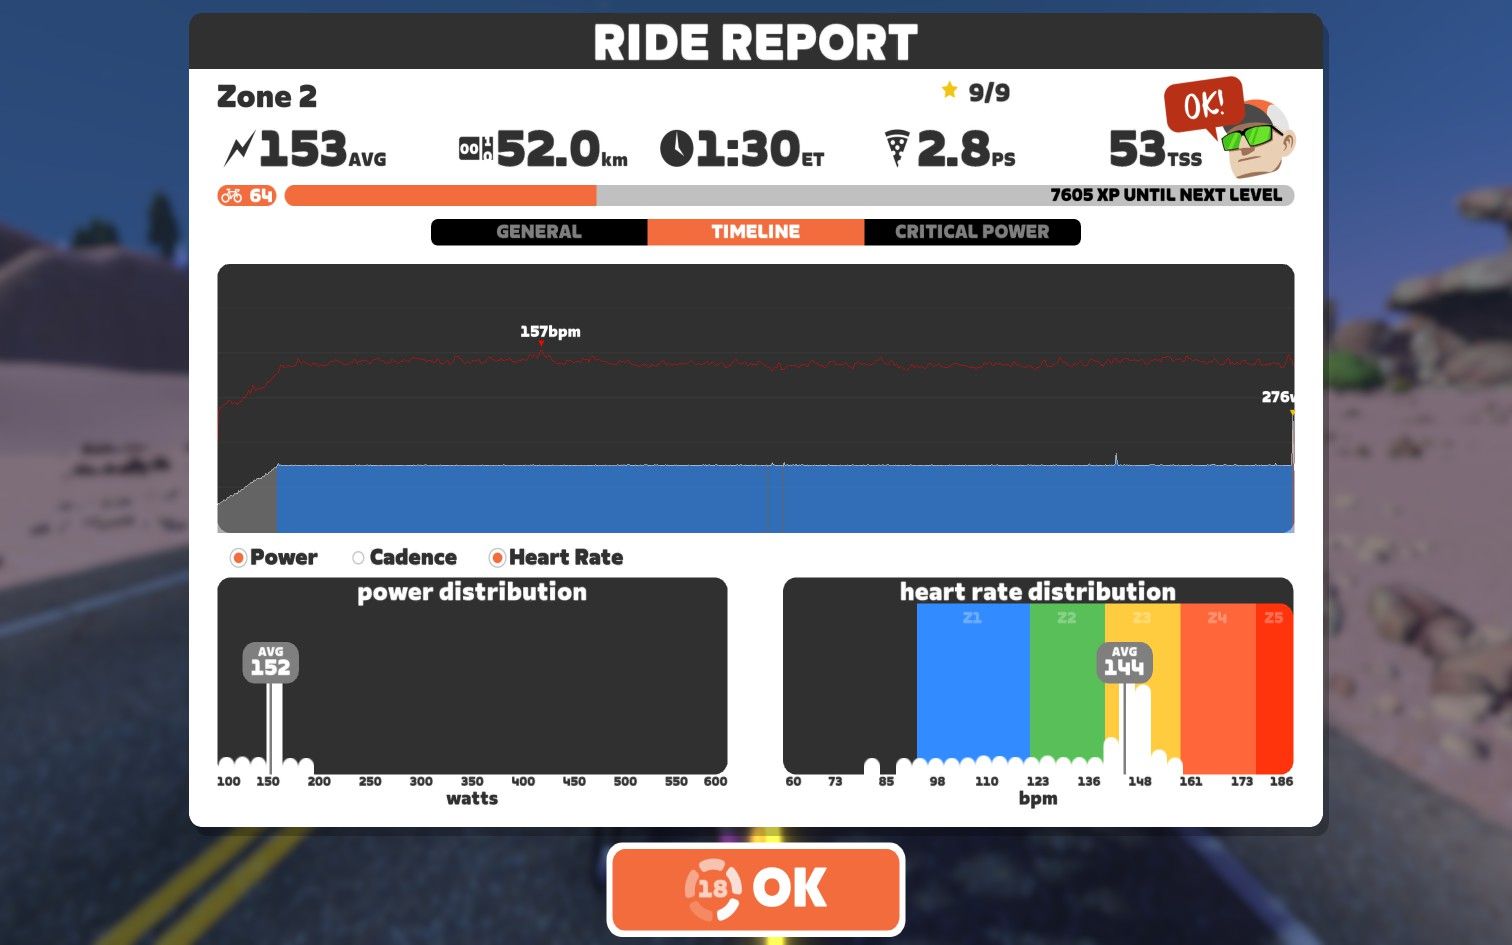 RIDE REPORT
Zone 2
9/9
OK!
153AVG
52.0km
1:30ET
2.8PS
53TSS
64
7605 XP UNTIL NEXT LEVEL
GENERAL
TIMELINE
CRITICAL POWER
157bpm
276w
Power
Cadence
Heart Rate
power distribution
AVG
152
100 150 200 250 300 350 400 450 500 550 600
watts
heart rate distribution
Z1 Z2 Z3 Z4 Z5
AVG
144
60 73 85 98 110 123 136 148 161 173 186
bpm
18 OK